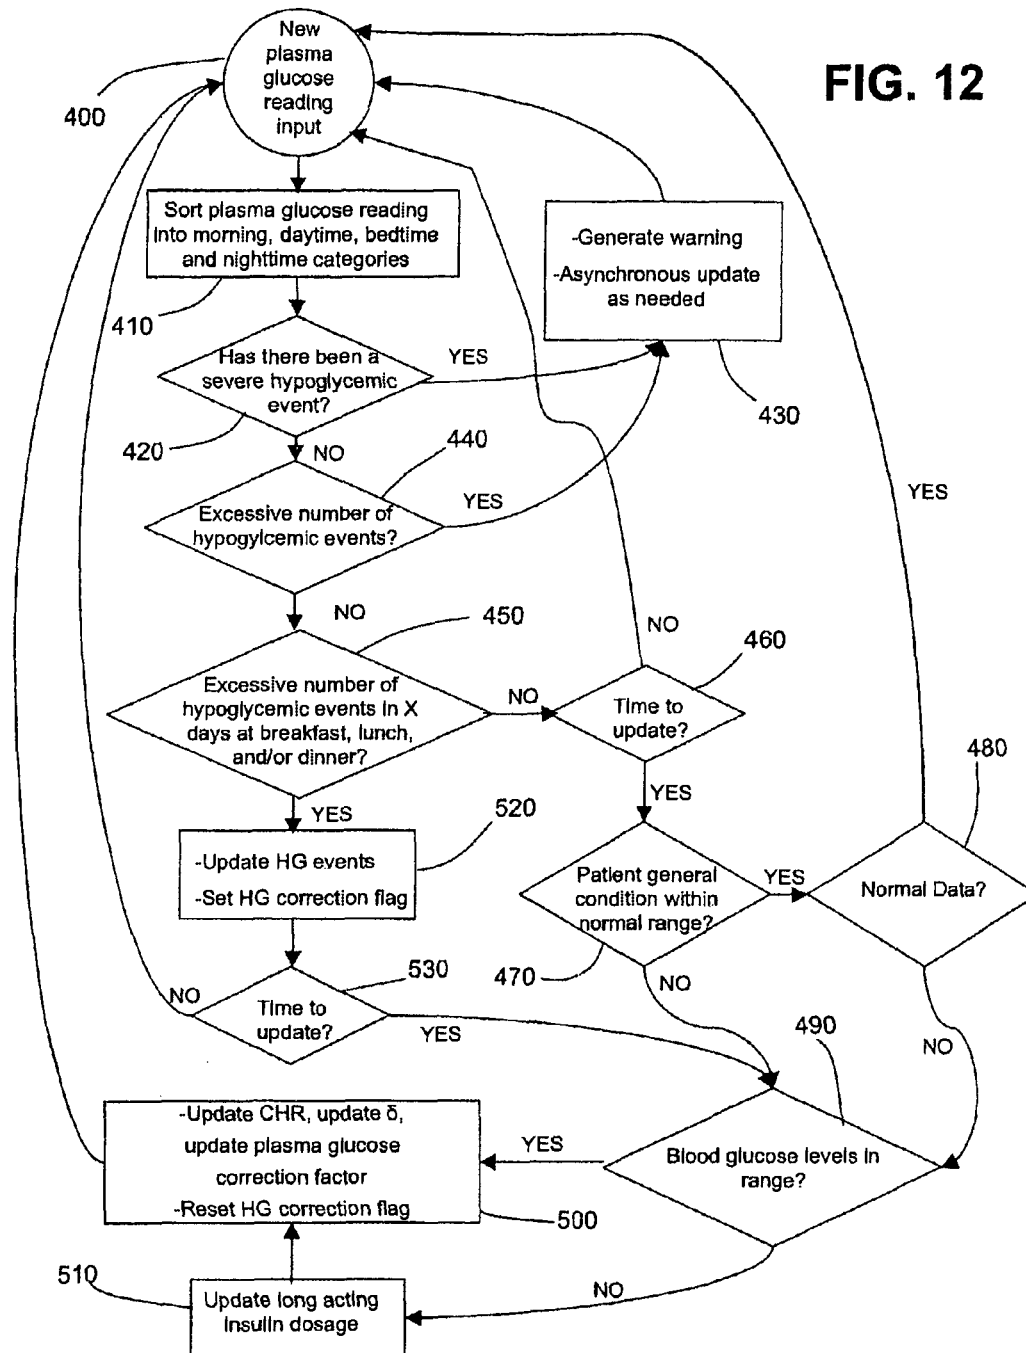 FIG. 12
New
plasma
glucose
reading
input
400
Sort plasma glucose reading
into morning, daytime, bedtime
and nighttime categories
410
-Generate warning
-Asynchronous update
as needed
430
Has there been a
severe hypoglycemic
event?
YES
420
NO
440
Excessive number of
hypogylcemic events?
YES
YES
NO
450
NO
460
Excessive number of
hypoglycemic events in X
days at breakfast, lunch,
and/or dinner?
NO
Time to
update?
480
YES
YES
520
-Update HG events
-Set HG correction flag
Patient general
condition within
normal range?
YES
Normal Data?
470
NO
530
NO
Time to
update?
YES
490
NO
-Update CHR, update δ,
update plasma glucose
correction factor
-Reset HG correction flag
YES
Blood glucose levels in
range?
500
510
NO
Update long acting
insulin dosage